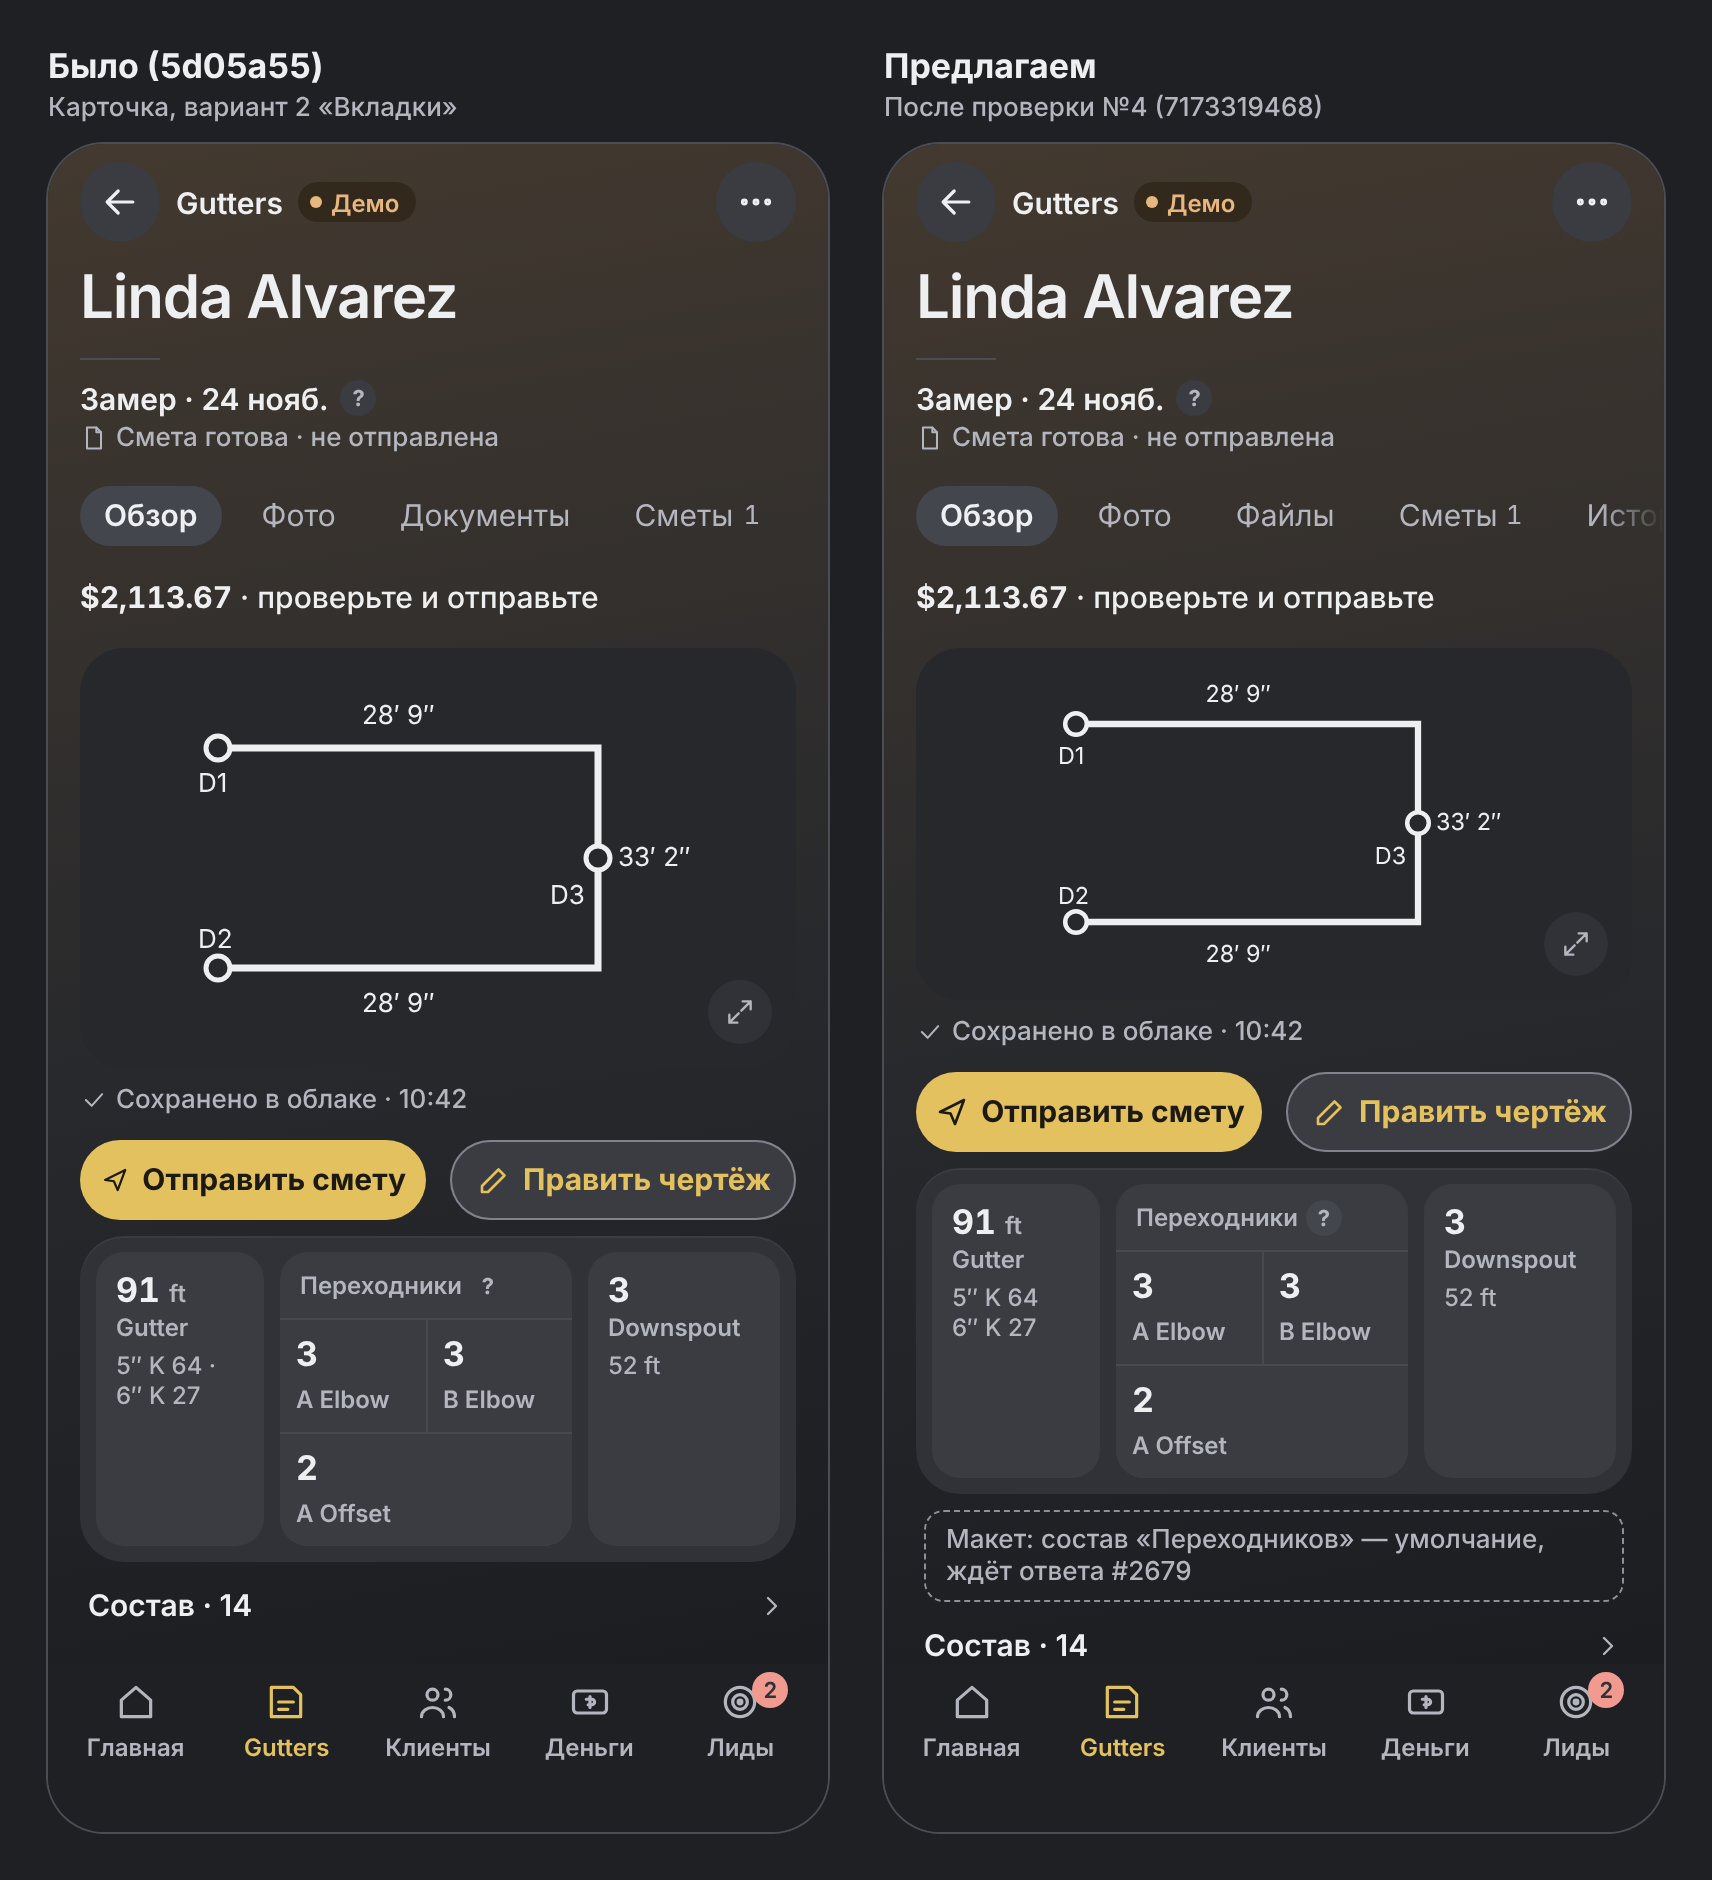 Было (5d05a55)
Карточка, вариант 2 «Вкладки»
Gutters
Демо
Linda Alvarez
Замер · 24 нояб. ?
Смета готова · не отправлена
Обзор Фото Документы Сметы 1
$2,113.67 · проверьте и отправьте
28′ 9″
D1
33′ 2″
D3
D2
28′ 9″
Сохранено в облаке · 10:42
Отправить смету Править чертёж
91 ft
Gutter
5″ K 64 ·
6″ K 27
Переходники ?
3 3
A Elbow B Elbow
2
A Offset
3
Downspout
52 ft
Состав · 14
2
Главная Gutters Клиенты Деньги Лиды
Предлагаем
После проверки №4 (7173319468)
Gutters
Демо
Linda Alvarez
Замер · 24 нояб. ?
Смета готова · не отправлена
Обзор Фото Файлы Сметы 1 Исто
$2,113.67 · проверьте и отправьте
28′ 9″
D1
33′ 2″
D3
D2
28′ 9″
Сохранено в облаке · 10:42
Отправить смету Править чертёж
91 ft
Gutter
5″ K 64
6″ K 27
Переходники ?
3 3
A Elbow B Elbow
2
A Offset
3
Downspout
52 ft
Макет: состав «Переходников» — умолчание,
ждёт ответа #2679
Состав · 14
2
Главная Gutters Клиенты Деньги Лиды